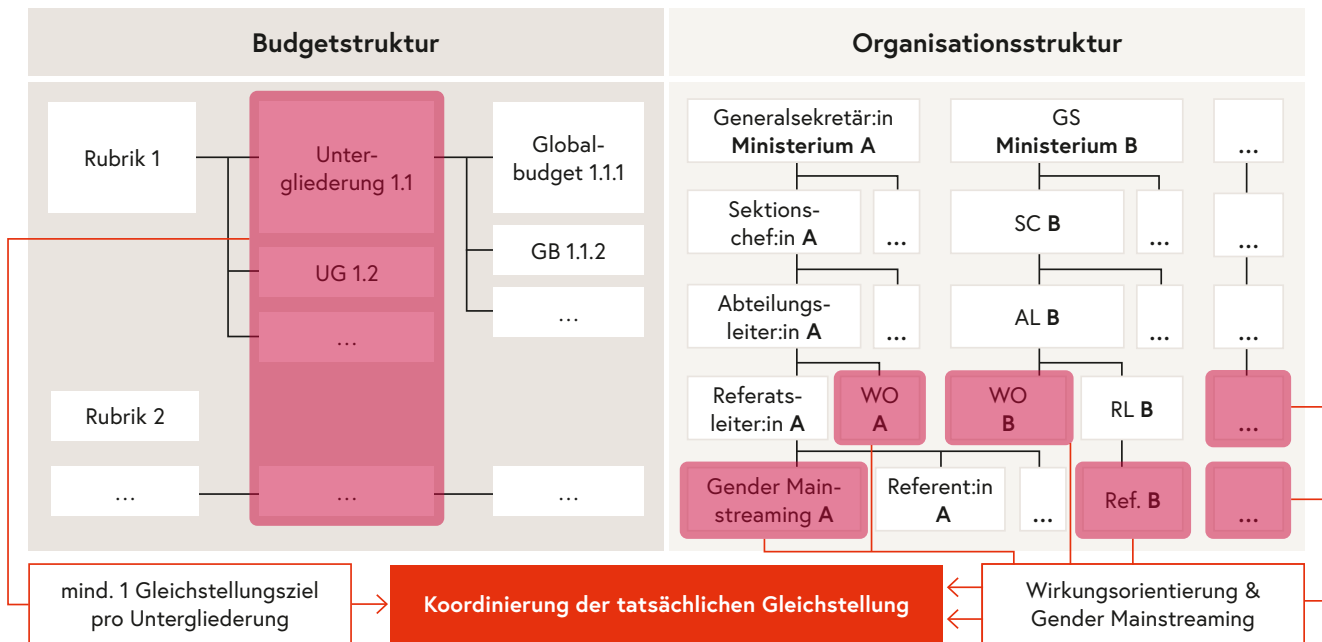 Budgetstruktur
Rubrik 1
Unter-
gliederung 1.1
Global-
budget 1.1.1
UG 1.2
GB 1.1.2
…
…
Rubrik 2
…
…
…
Organisationsstruktur
Generalsekretär:in
Ministerium A
GS
Ministerium B
...
Sektions-
chef:in A
...
SC B
...
...
Abteilungs-
leiter:in A
...
AL B
...
...
Referats-
leiter:in A
WO
A
WO
B
RL B
...
Gender Main-
streaming A
Referent:in
A
...
Ref. B
...
mind. 1 Gleichstellungsziel
pro Untergliederung
Koordinierung der tatsächlichen Gleichstellung
Wirkungsorientierung &
Gender Mainstreaming